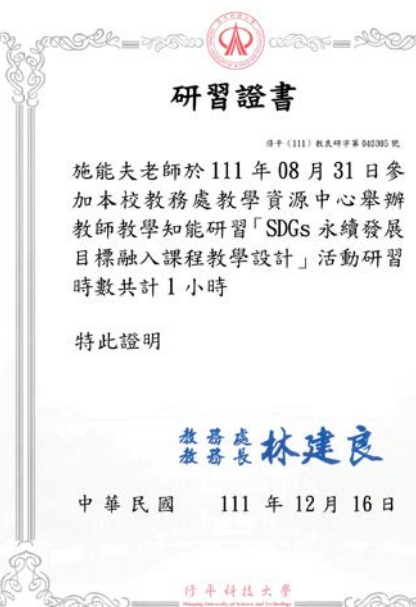 研習證書
修平（111）教良研字第040305號
施能夫老師於111年08月31日參
加本校教務處教學資源中心舉辦
教師教學知能研習「SDGs永續發展
目標融入課程教學設計」活動研習
時數共計1小時
特此證明
教務處
教務長 林建良
中華民國 111 年 12 月 16 日
修平科技大學
Hsiuping University of Science and Technology